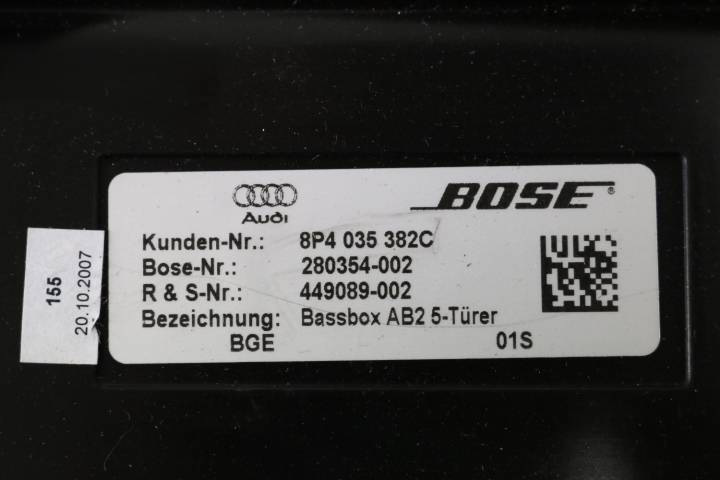 Audi
BOSE®
Kunden-Nr.: 8P4 035 382C
Bose-Nr.: 280354-002
R & S-Nr.: 449089-002
Bezeichnung: Bassbox AB2 5-Türer
BGE 01S
155
20.10.2007